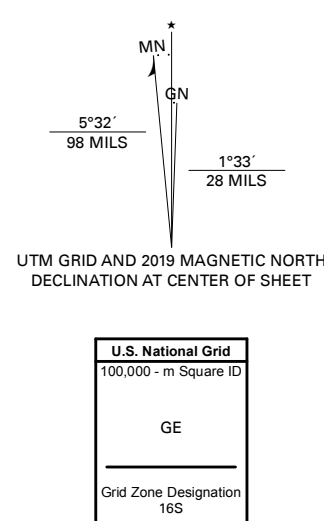 ★
MN
GN
5°32´
98 MILS
1°33´
28 MILS
UTM GRID AND 2019 MAGNETIC NORTH
DECLINATION AT CENTER OF SHEET
U.S. National Grid
100,000 - m Square ID
GE
Grid Zone Designation
16S